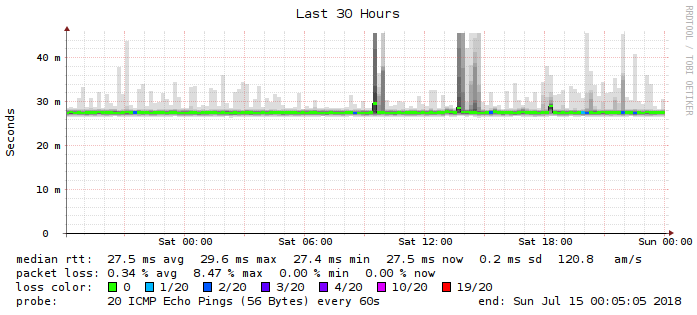 Last 30 Hours
RRDTOOL / TOBI OETIKER
Seconds
40 m
30 m
20 m
10 m
0
Sat 00:00 Sat 06:00 Sat 12:00 Sat 18:00 Sun 00:00
median rtt: 27.5 ms avg 29.6 ms max 27.4 ms min 27.5 ms now 0.2 ms sd 120.8 am/s
packet loss: 0.34 % avg 8.47 % max 0.00 % min 0.00 % now
loss color: 0 1/20 2/20 3/20 4/20 10/20 19/20
probe: 20 ICMP Echo Pings (56 Bytes) every 60s end: Sun Jul 15 00:05:05 2018